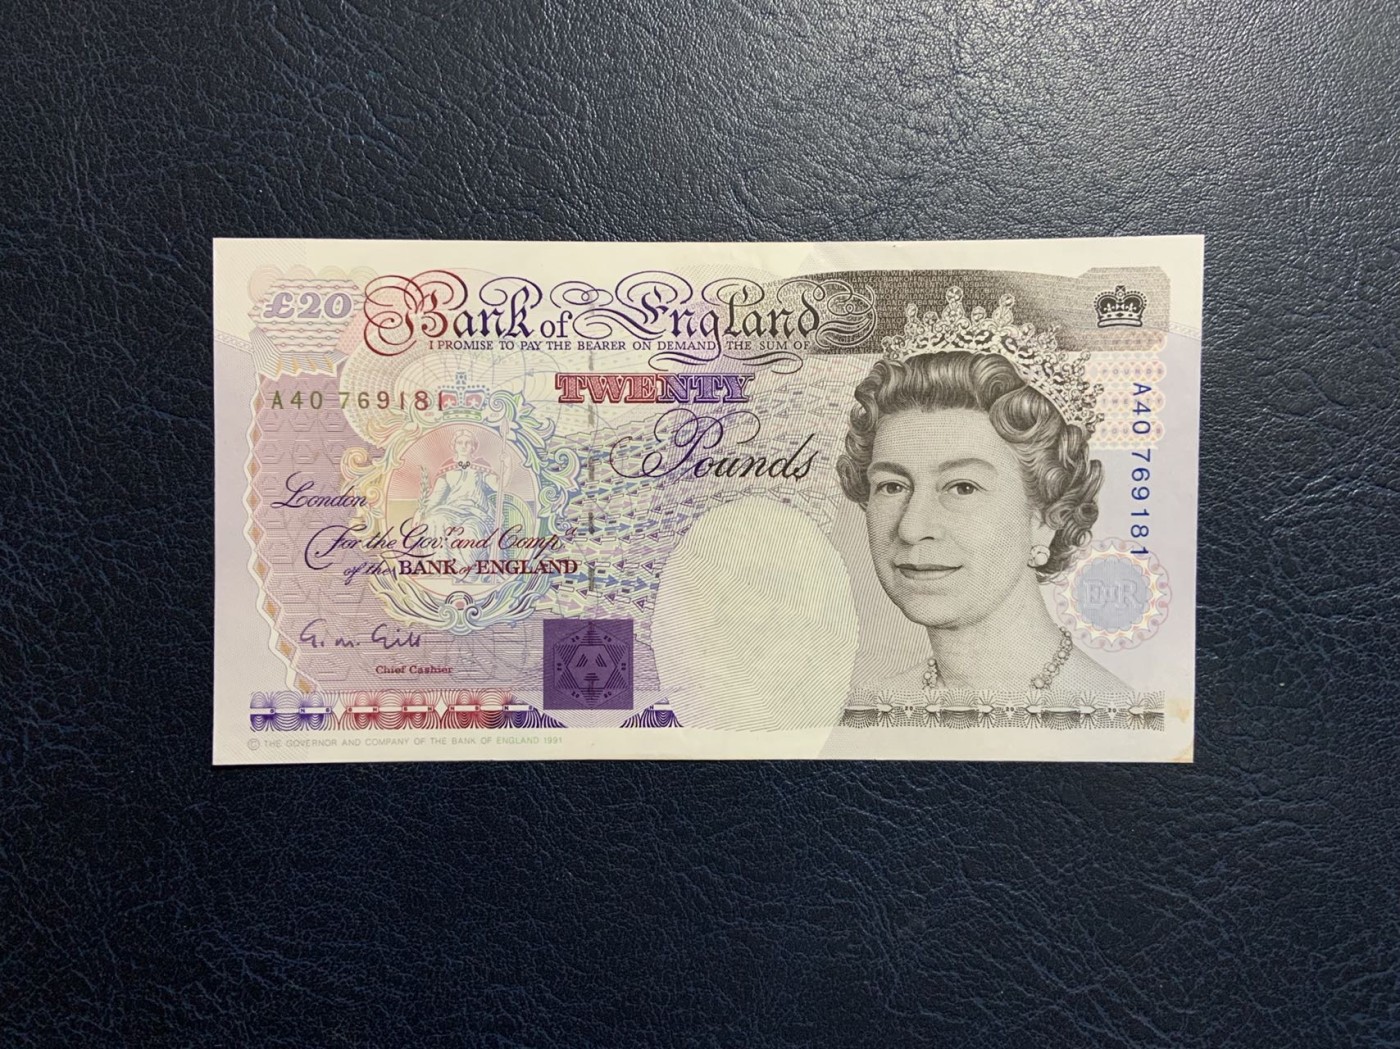 £20
Bank of England
I PROMISE TO PAY THE BEARER ON DEMAND THE SUM OF
TWENTY
Pounds
A40 769181
A40 769181
London
For the Govr. and Compa
of the BANK of ENGLAND
G. M. Gill
Chief Cashier
E II R
© THE GOVERNOR AND COMPANY OF THE BANK OF ENGLAND 1991